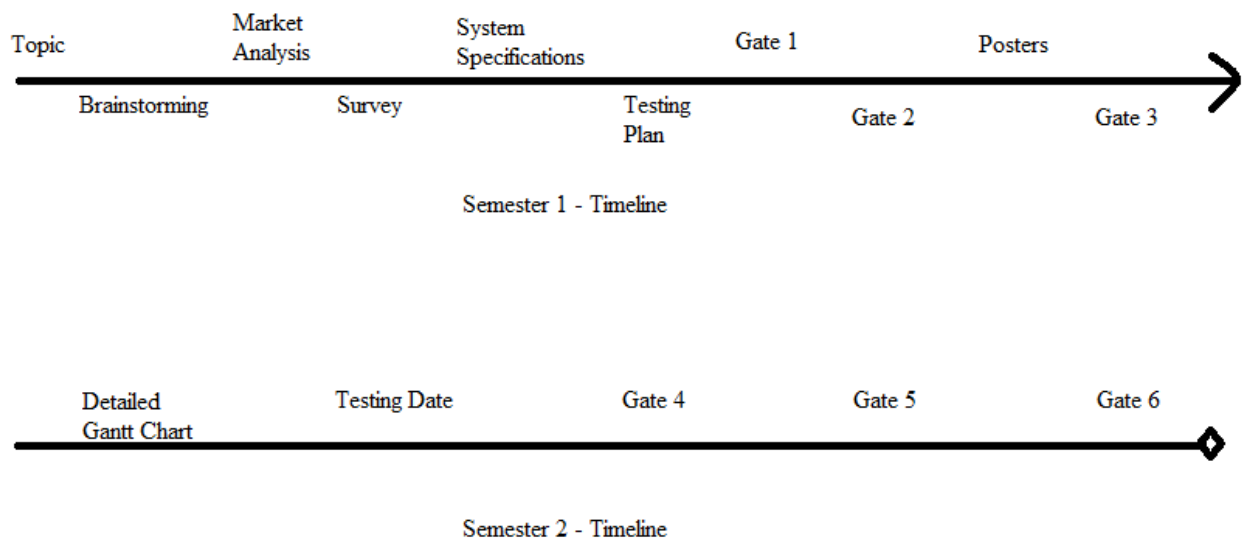 Topic
Market
Analysis
System
Specifications
Gate 1
Posters
Brainstorming
Survey
Testing
Plan
Gate 2
Gate 3
Semester 1 - Timeline
Detailed
Gantt Chart
Testing Date
Gate 4
Gate 5
Gate 6
Semester 2 - Timeline